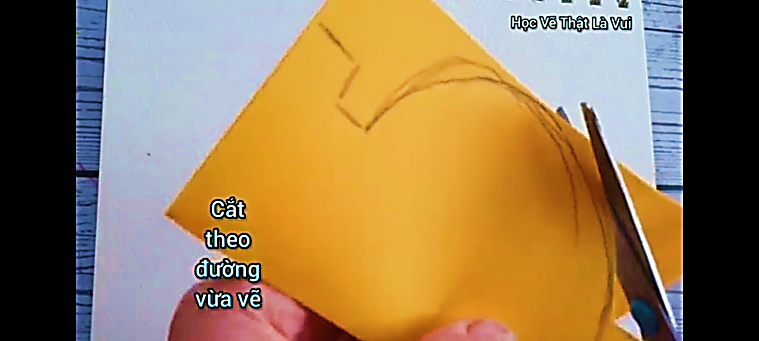 Học Vẽ Thật Là Vui
Cắt
theo
đường
vừa vẽ